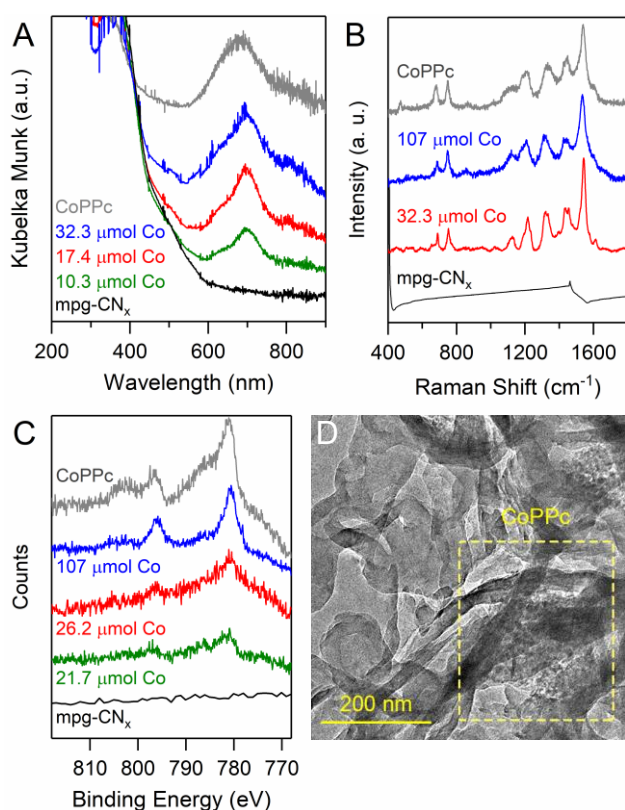 A
Kubelka Munk (a.u.)
CoPPc
32.3 μmol Co
17.4 μmol Co
10.3 μmol Co
mpg-CNₓ
200 400 600 800
Wavelength (nm)
B
Intensity (a. u.)
CoPPc
107 μmol Co
32.3 μmol Co
mpg-CNₓ
400 800 1200 1600
Raman Shift (cm⁻¹)
C
Counts
CoPPc
107 μmol Co
26.2 μmol Co
21.7 μmol Co
mpg-CNₓ
810 800 790 780 770
Binding Energy (eV)
D
CoPPc
200 nm